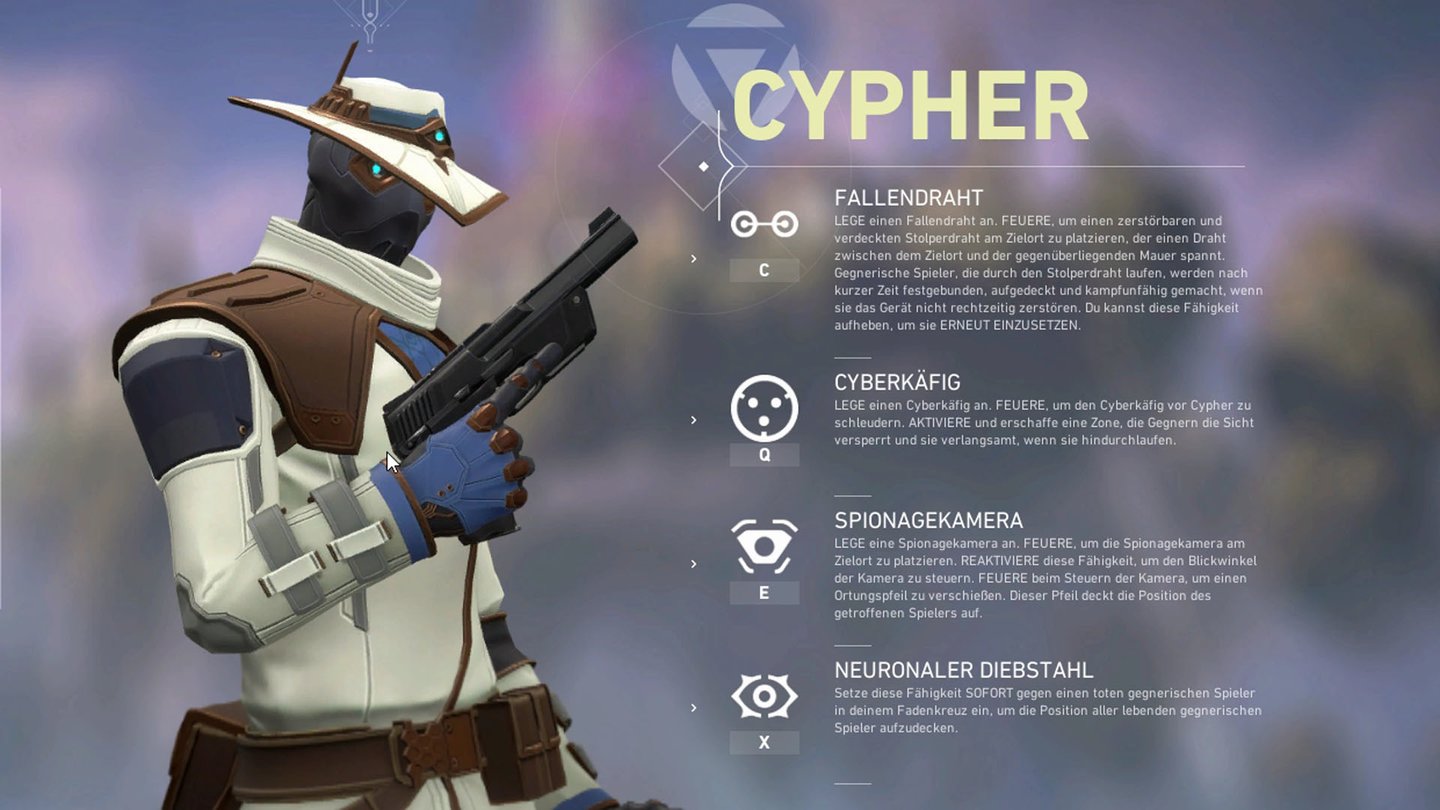 CYPHER
FALLENDRAHT
LEGE einen Fallendraht an. FEUERE, um einen zerstörbaren und
verdeckten Stolperdraht am Zielort zu platzieren, der einen Draht
zwischen dem Zielort und der gegenüberliegenden Mauer spannt.
Gegnerische Spieler, die durch den Stolperdraht laufen, werden nach
kurzer Zeit festgebunden, aufgedeckt und kampfunfähig gemacht, wenn
sie das Gerät nicht rechtzeitig zerstören. Du kannst diese Fähigkeit
aufheben, um sie ERNEUT EINZUSETZEN.
C
CYBERKÄFIG
LEGE einen Cyberkäfig an. FEUERE, um den Cyberkäfig vor Cypher zu
schleudern. AKTIVIERE und erschaffe eine Zone, die Gegnern die Sicht
versperrt und sie verlangsamt, wenn sie hindurchlaufen.
Q
SPIONAGEKAMERA
LEGE eine Spionagekamera an. FEUERE, um die Spionagekamera am
Zielort zu platzieren. REAKTIVIERE diese Fähigkeit, um den Blickwinkel
der Kamera zu steuern. FEUERE beim Steuern der Kamera, um einen
Ortungspfeil zu verschießen. Dieser Pfeil deckt die Position des
getroffenen Spielers auf.
E
NEURONALER DIEBSTAHL
Setze diese Fähigkeit SOFORT gegen einen toten gegnerischen Spieler
in deinem Fadenkreuz ein, um die Position aller lebenden gegnerischen
Spieler aufzudecken.
X